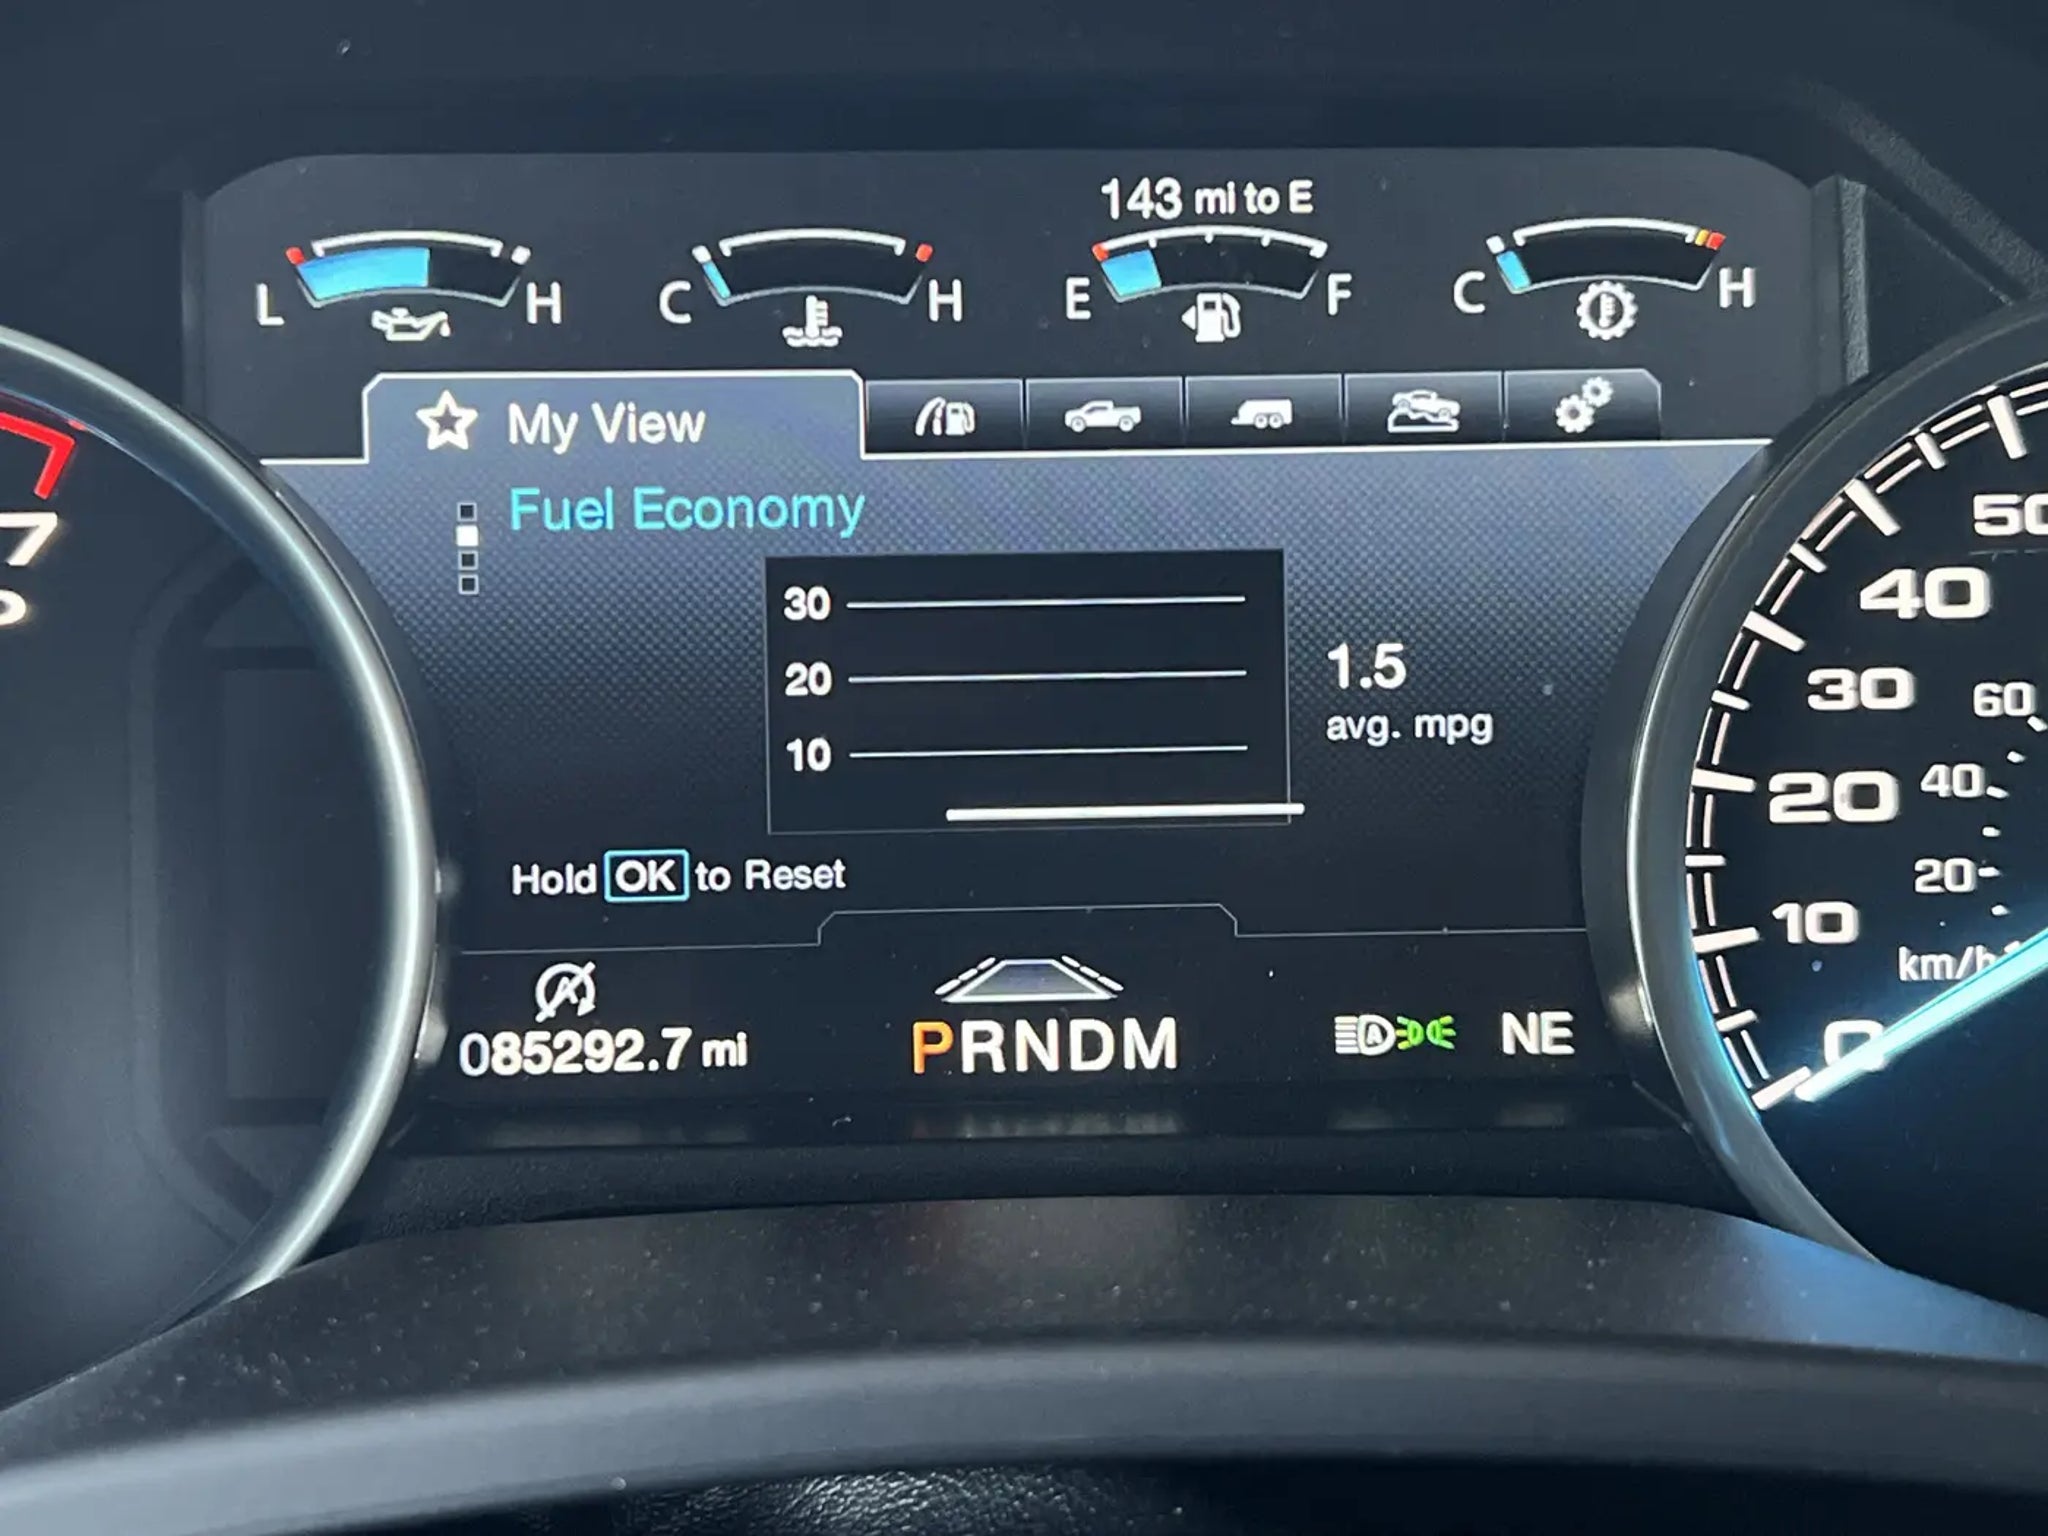 143 mi to E
L H C H E F C H
My View
Fuel Economy
30
20
10
1.5
avg. mpg
Hold OK to Reset
085292.7 mi
PRNDM
A
NE
7
50
40
30
20
10
0
60
40
20
km/h